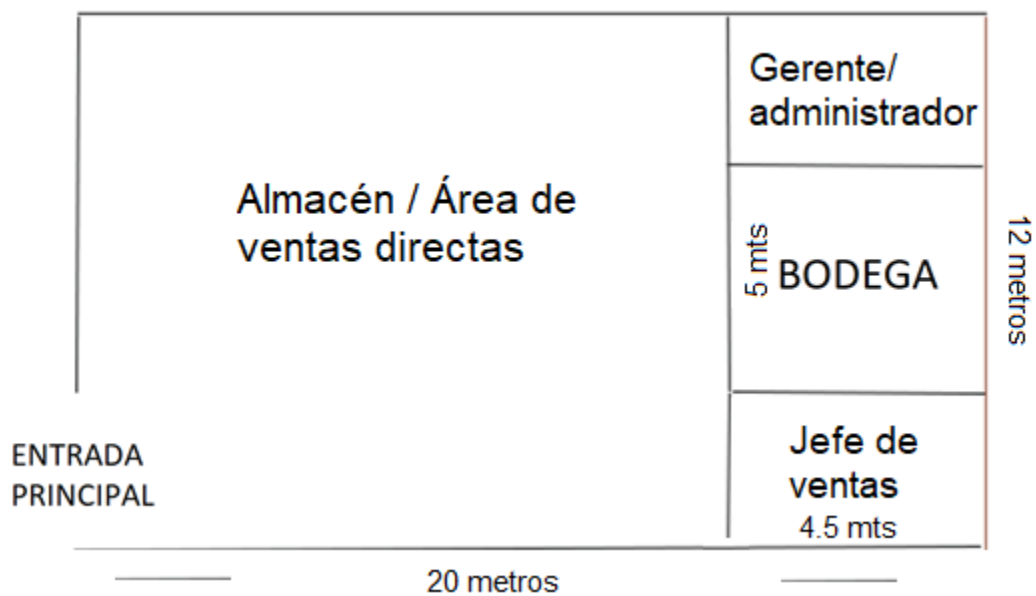 Gerente/
administrador
Almacén / Área de
ventas directas
5 mts
BODEGA
12 metros
ENTRADA
PRINCIPAL
Jefe de
ventas
4.5 mts
20 metros